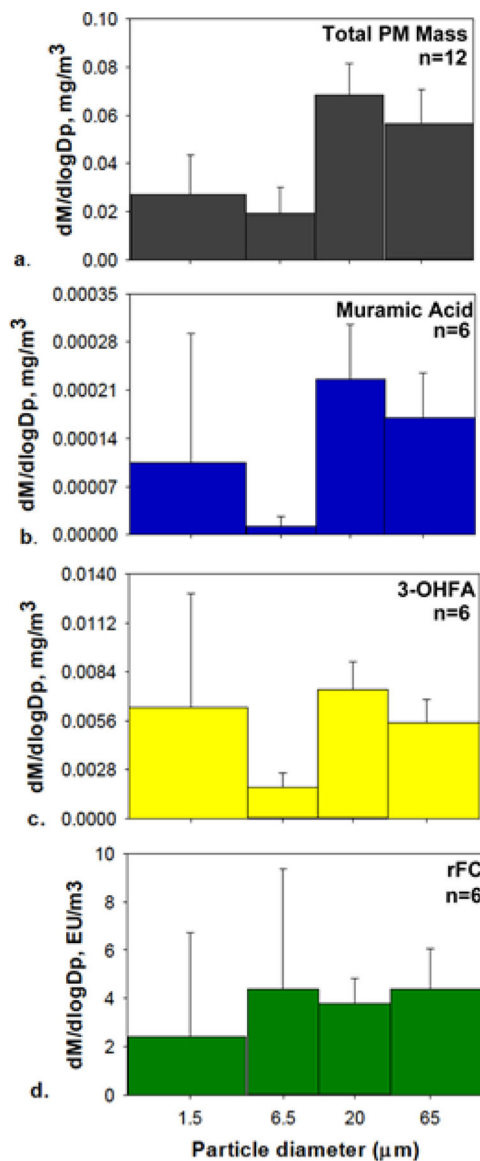 Total PM Mass
n=12
dM/dlogDp, mg/m3
0.10
0.08
0.06
0.04
0.02
0.00
a.
Muramic Acid
n=6
dM/dlogDp, mg/m3
0.00035
0.00028
0.00021
0.00014
0.00007
0.00000
b.
3-OHFA
n=6
dM/dlogDp, mg/m3
0.0140
0.0112
0.0084
0.0056
0.0028
0.0000
c.
rFC
n=6
dM/dlogDp, EU/m3
10
8
6
4
2
0
d.
1.5 6.5 20 65
Particle diameter (μm)